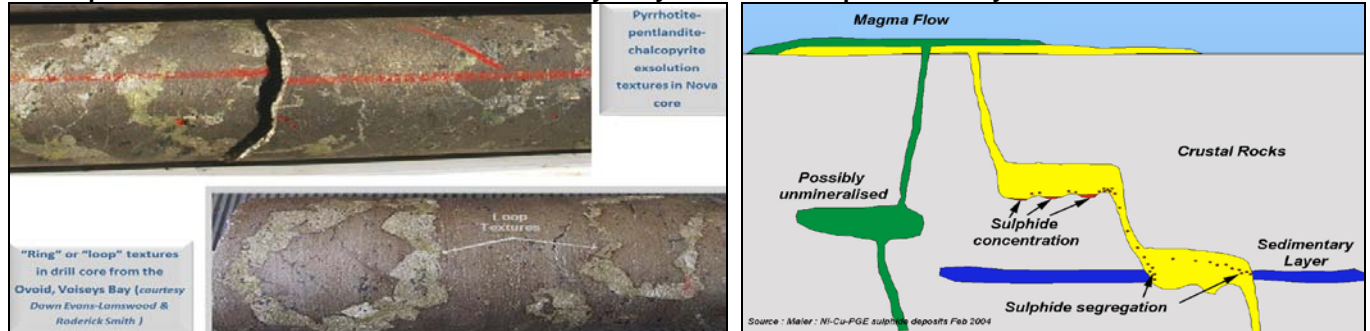 Pyrrhotite-
pentlandite-
chalcopyrite
exsolution
textures in Nova
core
Loop
Textures
"Ring" or "loop" textures
in drill core from the
Ovoid, Voiseys Bay (courtesy
Dawn Evans-Lamswood &
Roderick Smith )
Magma Flow
Crustal Rocks
Possibly
unmineralised
Sulphide
concentration
Sedimentary
Layer
Sulphide segregation
Source : Maier : Ni-Cu-PGE sulphide deposits Feb 2004